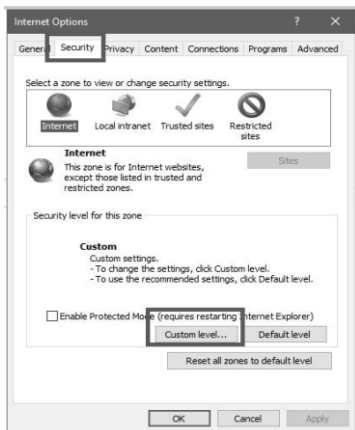 Internet Options ? ✕
General Security Privacy Content Connections Programs Advanced
Select a zone to view or change security settings.
Internet Local intranet Trusted sites Restricted
sites
Internet
This zone is for Internet websites,
except those listed in trusted and
restricted zones.
Sites
Security level for this zone
Custom
Custom settings.
- To change the settings, click Custom level.
- To use the recommended settings, click Default level.
Enable Protected Mode (requires restarting Internet Explorer)
Custom level... Default level
Reset all zones to default level
OK Cancel Apply